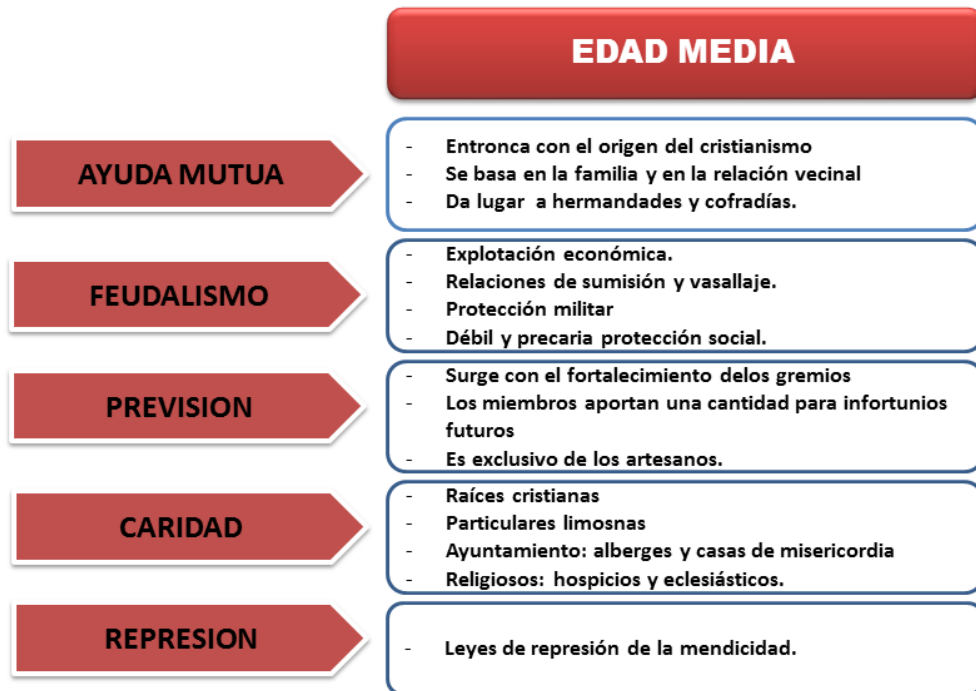 EDAD MEDIA
AYUDA MUTUA
- Entronca con el origen del cristianismo
- Se basa en la familia y en la relación vecinal
- Da lugar a hermandades y cofradías.
FEUDALISMO
- Explotación económica.
- Relaciones de sumisión y vasallaje.
- Protección militar
- Débil y precaria protección social.
PREVISION
- Surge con el fortalecimiento delos gremios
- Los miembros aportan una cantidad para infortunios
futuros
- Es exclusivo de los artesanos.
CARIDAD
- Raíces cristianas
- Particulares limosnas
- Ayuntamiento: alberges y casas de misericordia
- Religiosos: hospicios y eclesiásticos.
REPRESION
- Leyes de represión de la mendicidad.